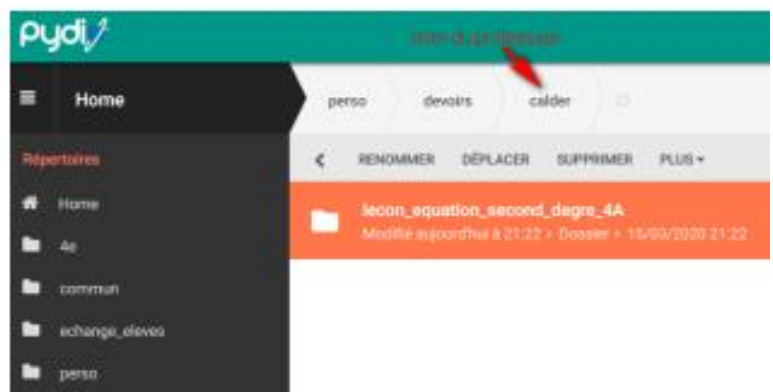 pydi
nom du professeur
Home
perso
devoirs
calder
Répertoires
RENOMMER DÉPLACER SUPPRIMER PLUS
Home
lecon_equation_second_degre_4A
Modifié aujourd'hui à 21:22 > Dossier > 15/03/2020 21:22
4e
commun
echange_eleves
perso